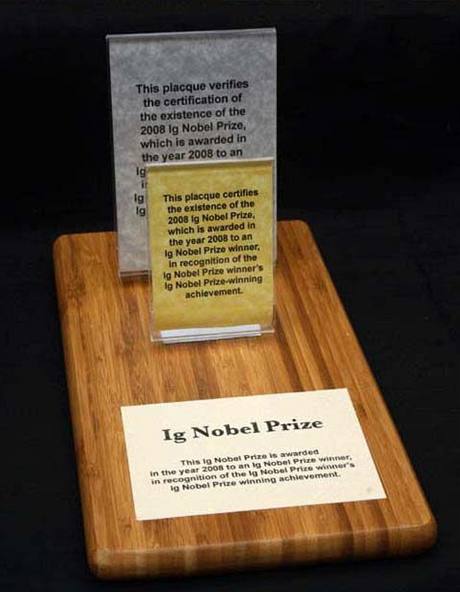 This placque verifies
the certification of
the existence of the
2008 Ig Nobel Prize,
which is awarded in
the year 2008 to an
Ig
Ig
Ig
This placque certifies
the existence of the
2008 Ig Nobel Prize,
which is awarded in
the year 2008 to an
Ig Nobel Prize winner,
in recognition of the
Ig Nobel Prize winner's
Ig Nobel Prize-winning
achievement.
Ig Nobel Prize
This Ig Nobel Prize is awarded
in the year 2008 to an Ig Nobel Prize winner,
in recognition of the Ig Nobel Prize winner's
Ig Nobel Prize winning achievement.